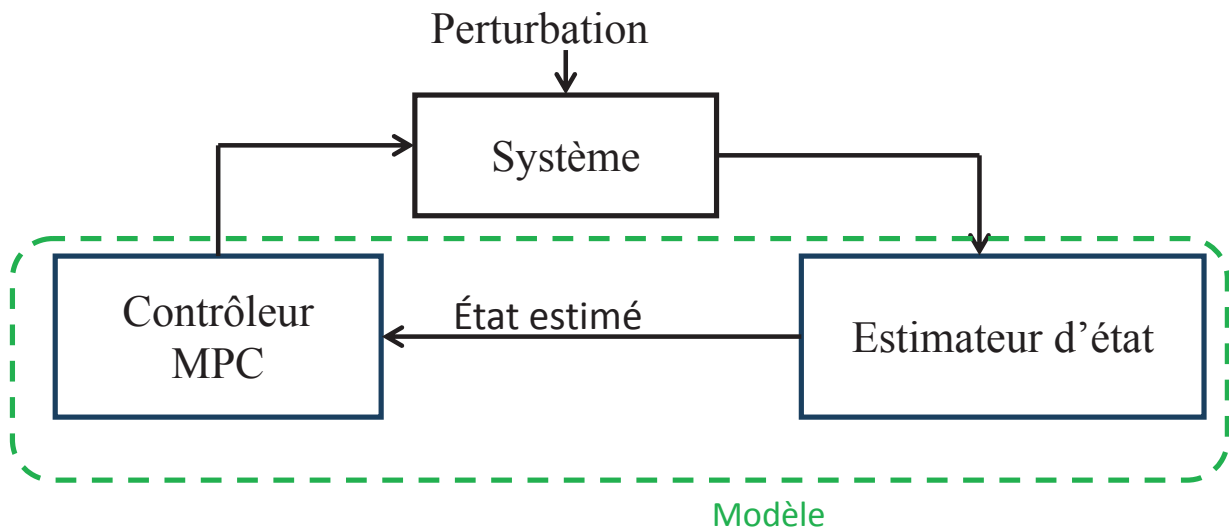 Perturbation
Système
Contrôleur
MPC
État estimé
Estimateur d’état
Modèle